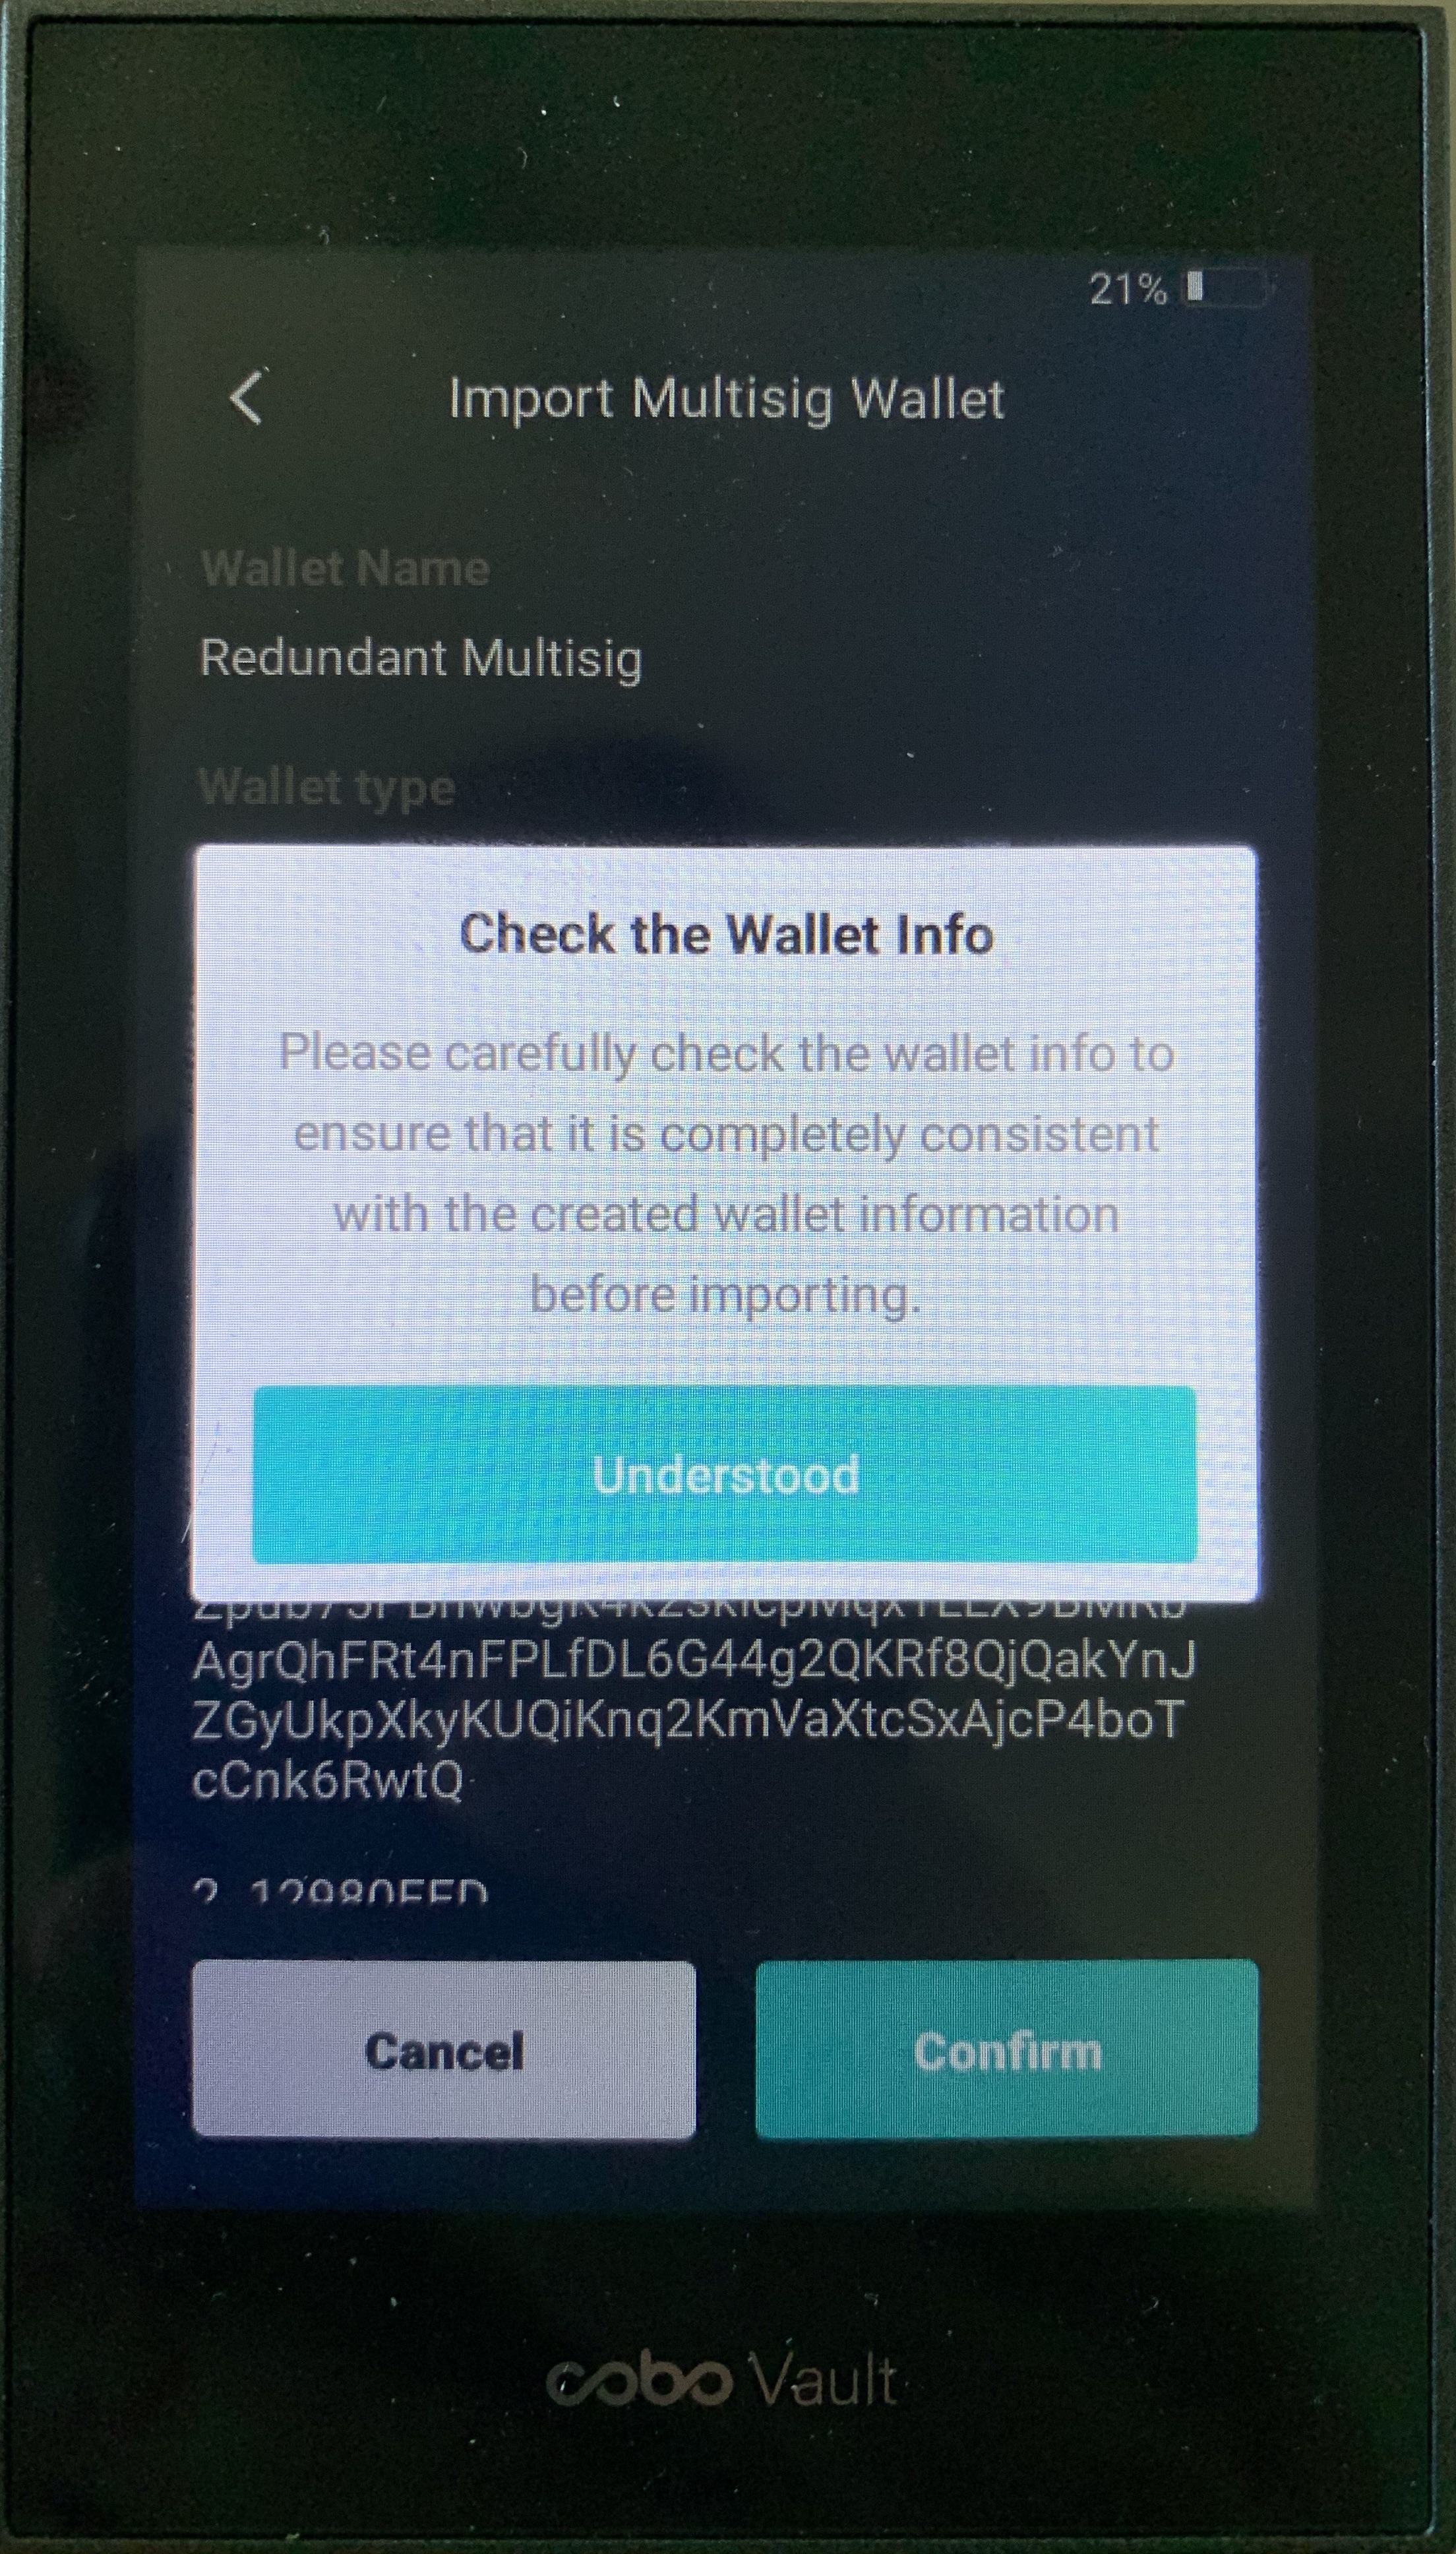 21%
Import Multisig Wallet
Wallet Name
Redundant Multisig
Wallet type
Check the Wallet Info
Please carefully check the wallet info to
ensure that it is completely consistent
with the created wallet information
before importing.
Understood
AgrQhFRt4nFPLfDL6G44g2QKRf8QjQakYnJ
ZGyUkpXkyKUQiKnq2KmVaXtcSxAjcP4boT
cCnk6RwtQ
Cancel
Confirm
cobo Vault